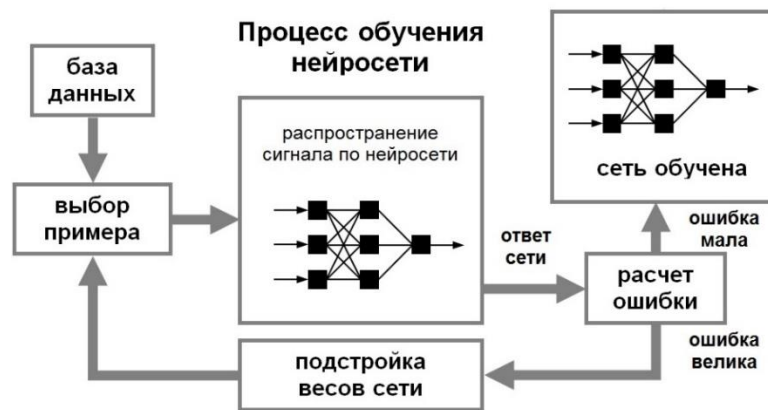 Процесс обучения
нейросети
база
данных
выбор
примера
распространение
сигнала по нейросети
ответ
сети
расчет
ошибки
ошибка
мала
сеть обучена
ошибка
велика
подстройка
весов сети